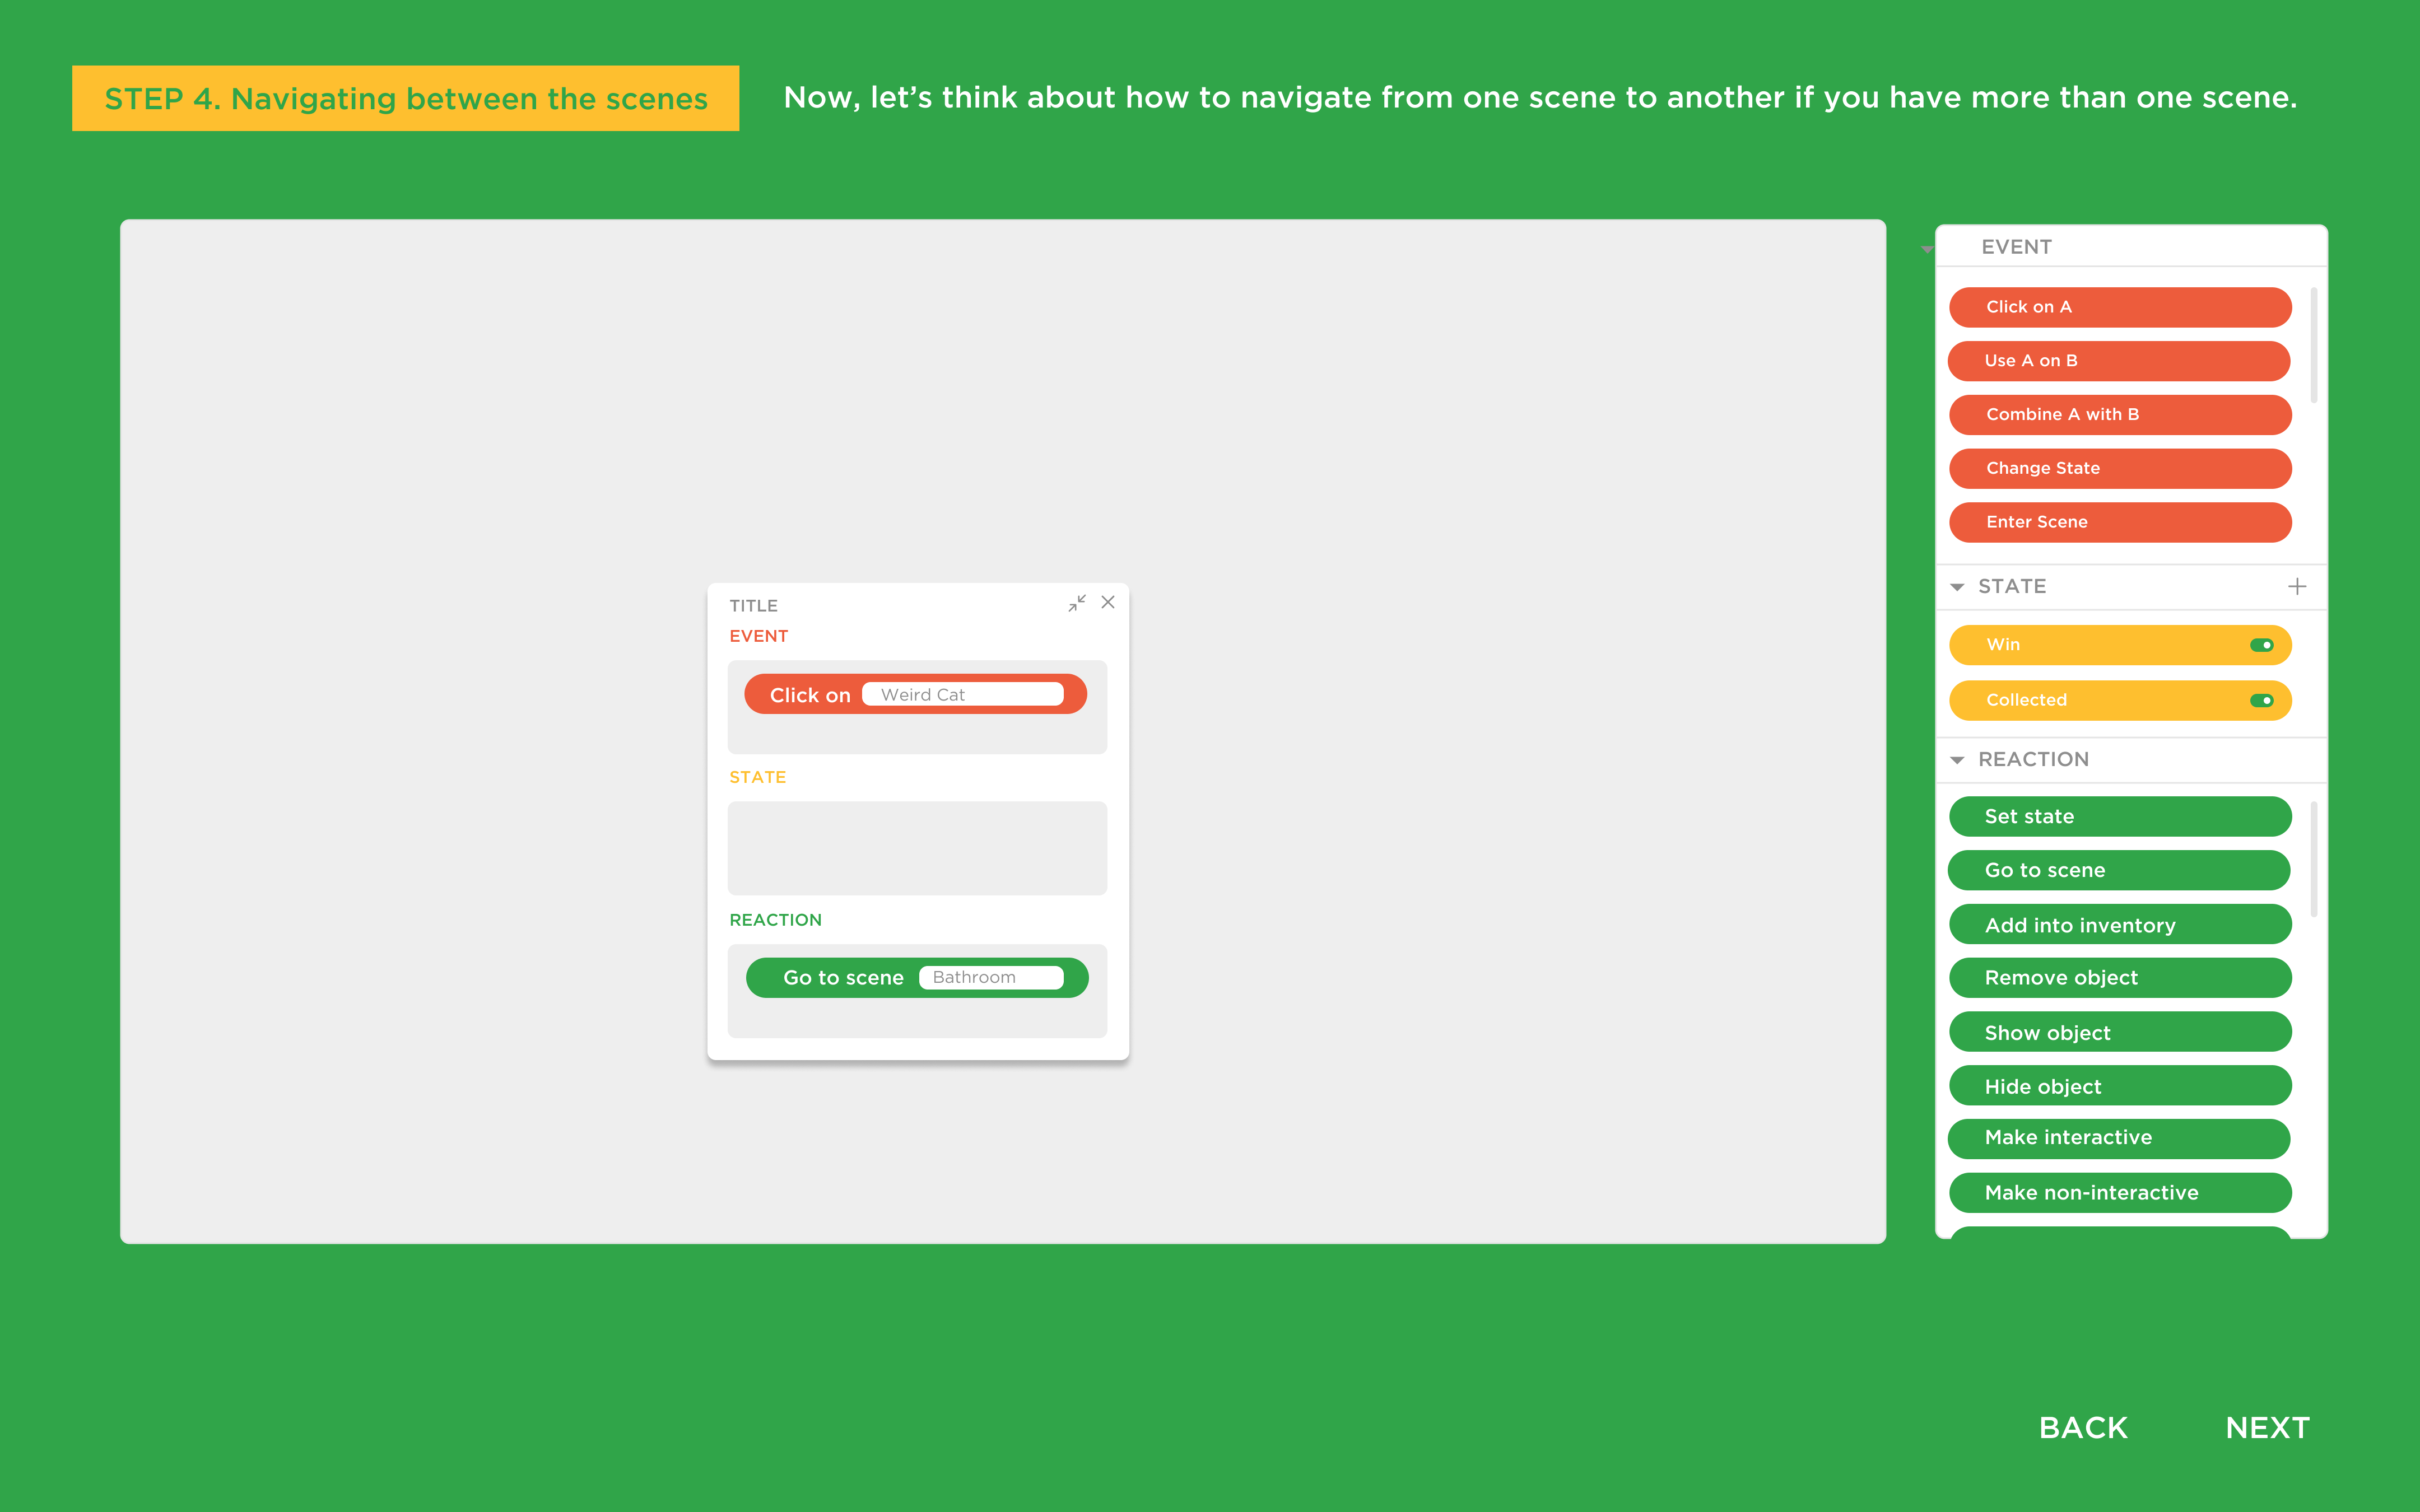 STEP 4. Navigating between the scenes
Now, let’s think about how to navigate from one scene to another if you have more than one scene.
TITLE
EVENT
Click on Weird Cat
STATE
REACTION
Go to scene Bathroom
EVENT
Click on A
Use A on B
Combine A with B
Change State
Enter Scene
STATE
Win
Collected
REACTION
Set state
Go to scene
Add into inventory
Remove object
Show object
Hide object
Make interactive
Make non-interactive
BACK NEXT